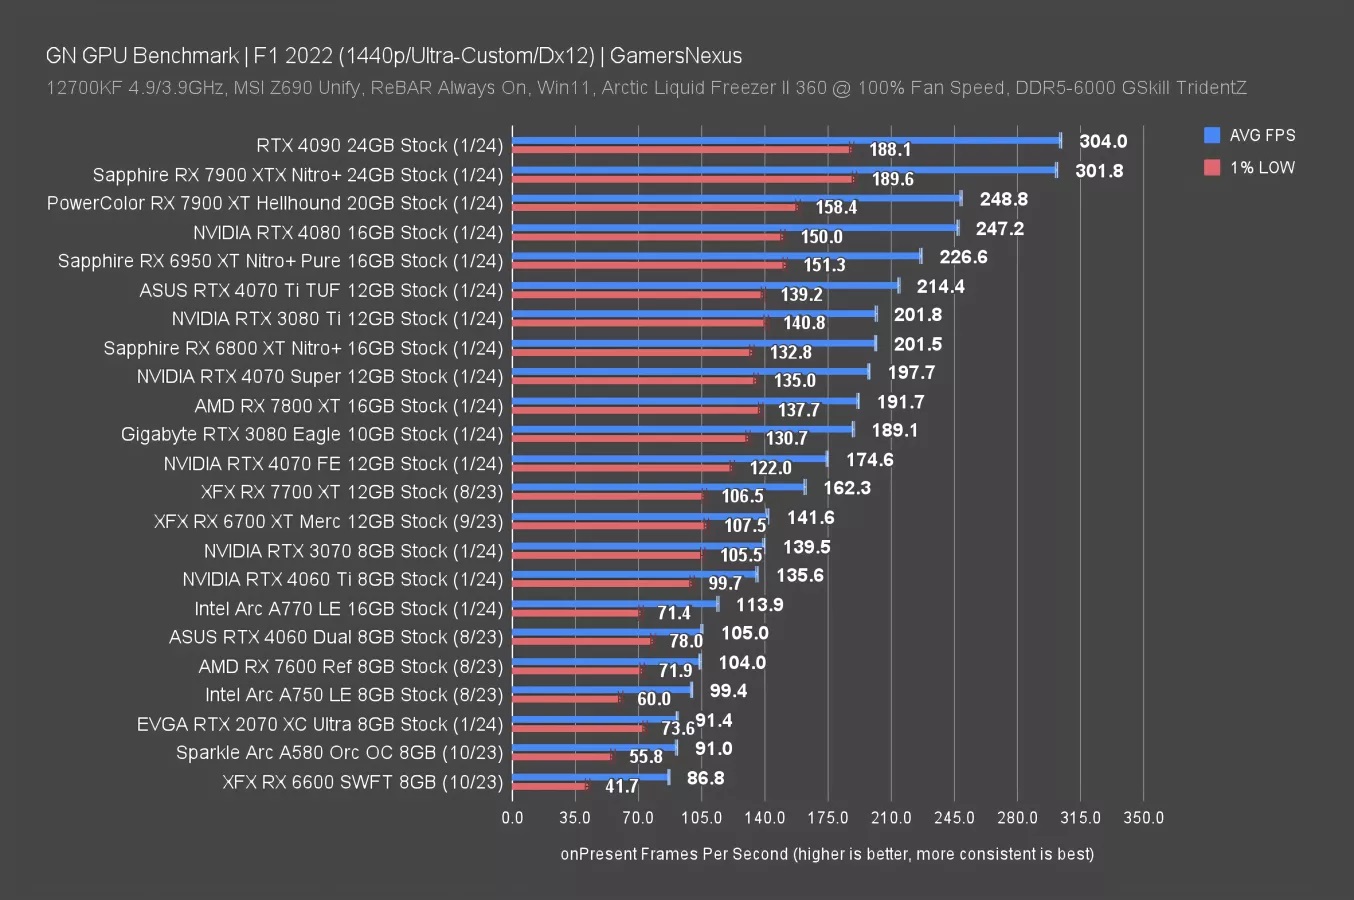 GN GPU Benchmark | F1 2022 (1440p/Ultra-Custom/Dx12) | GamersNexus
12700KF 4.9/3.9GHz, MSI Z690 Unify, ReBAR Always On, Win11, Arctic Liquid Freezer II 360 @ 100% Fan Speed, DDR5-6000 GSkill TridentZ
AVG FPS
1% LOW
RTX 4090 24GB Stock (1/24) 304.0 188.1
Sapphire RX 7900 XTX Nitro+ 24GB Stock (1/24) 301.8 189.6
PowerColor RX 7900 XT Hellhound 20GB Stock (1/24) 248.8 158.4
NVIDIA RTX 4080 16GB Stock (1/24) 247.2 150.0
Sapphire RX 6950 XT Nitro+ Pure 16GB Stock (1/24) 226.6 151.3
ASUS RTX 4070 Ti TUF 12GB Stock (1/24) 214.4 139.2
NVIDIA RTX 3080 Ti 12GB Stock (1/24) 201.8 140.8
Sapphire RX 6800 XT Nitro+ 16GB Stock (1/24) 201.5 132.8
NVIDIA RTX 4070 Super 12GB Stock (1/24) 197.7 135.0
AMD RX 7800 XT 16GB Stock (1/24) 191.7 137.7
Gigabyte RTX 3080 Eagle 10GB Stock (1/24) 189.1 130.7
NVIDIA RTX 4070 FE 12GB Stock (1/24) 174.6 122.0
XFX RX 7700 XT 12GB Stock (8/23) 162.3 106.5
XFX RX 6700 XT Merc 12GB Stock (9/23) 141.6 107.5
NVIDIA RTX 3070 8GB Stock (1/24) 139.5 105.5
NVIDIA RTX 4060 Ti 8GB Stock (1/24) 135.6 99.7
Intel Arc A770 LE 16GB Stock (1/24) 113.9 71.4
ASUS RTX 4060 Dual 8GB Stock (8/23) 105.0 78.0
AMD RX 7600 Ref 8GB Stock (8/23) 104.0 71.9
Intel Arc A750 LE 8GB Stock (8/23) 99.4 60.0
EVGA RTX 2070 XC Ultra 8GB Stock (1/24) 91.4 73.6
Sparkle Arc A580 Orc OC 8GB (10/23) 91.0 55.8
XFX RX 6600 SWFT 8GB (10/23) 86.8 41.7
0.0 35.0 70.0 105.0 140.0 175.0 210.0 245.0 280.0 315.0 350.0
onPresent Frames Per Second (higher is better, more consistent is best)